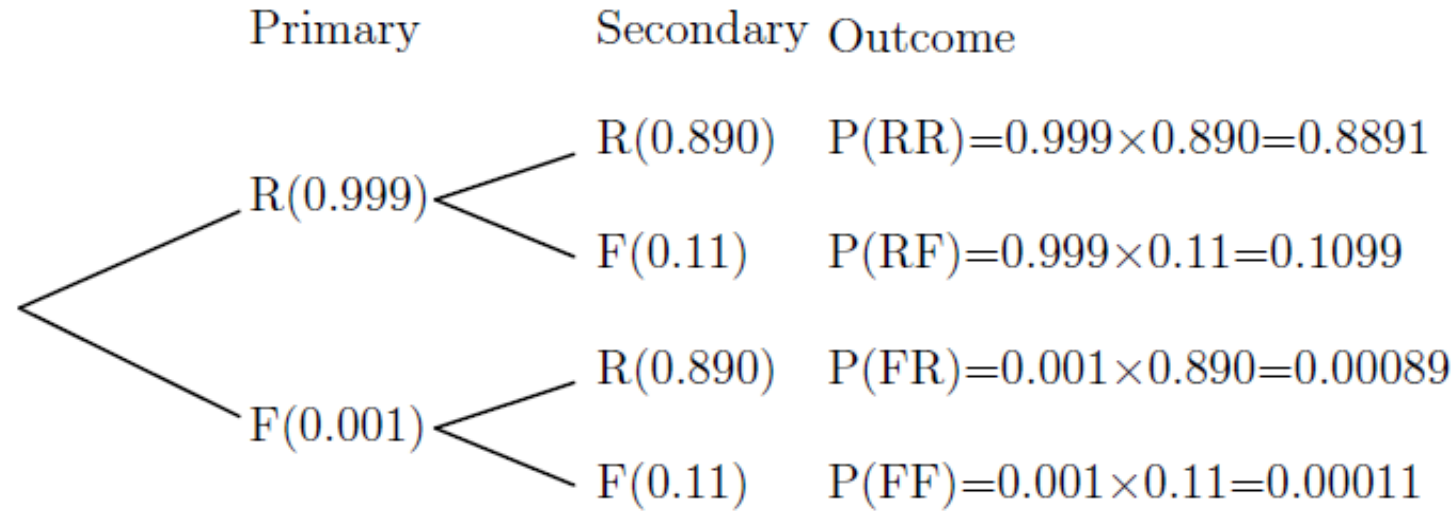 Primary Secondary Outcome
R(0.890) P(RR)=0.999×0.890=0.8891
R(0.999)
F(0.11) P(RF)=0.999×0.11=0.1099
R(0.890) P(FR)=0.001×0.890=0.00089
F(0.001)
F(0.11) P(FF)=0.001×0.11=0.00011